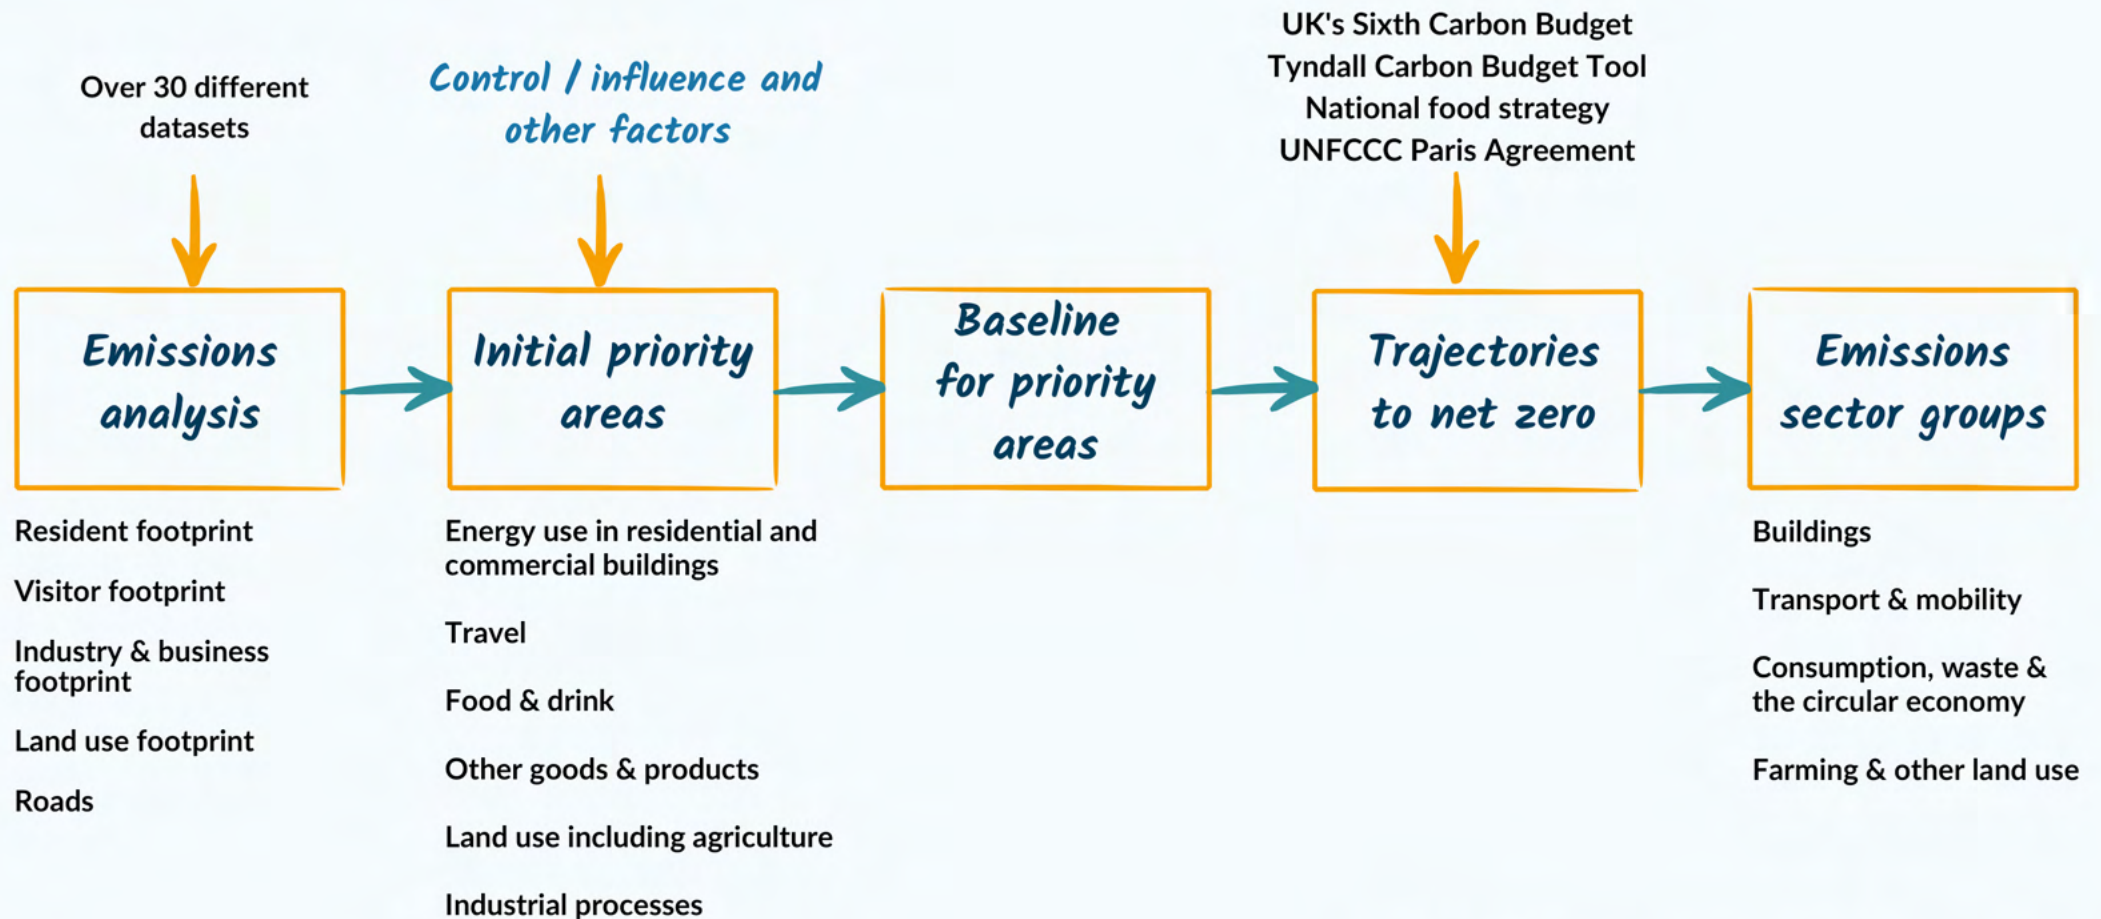 Over 30 different
datasets
Control / influence and
other factors
UK's Sixth Carbon Budget
Tyndall Carbon Budget Tool
National food strategy
UNFCCC Paris Agreement
Emissions
analysis
Initial priority
areas
Baseline
for priority
areas
Trajectories
to net zero
Emissions
sector groups
Resident footprint
Visitor footprint
Industry & business
footprint
Land use footprint
Roads
Energy use in residential and
commercial buildings
Travel
Food & drink
Other goods & products
Land use including agriculture
Industrial processes
Buildings
Transport & mobility
Consumption, waste &
the circular economy
Farming & other land use